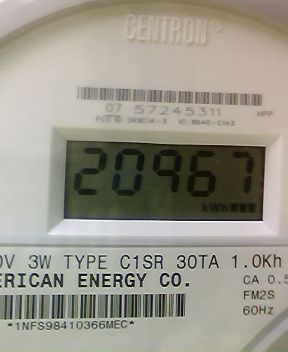 CENTRON®
07 57245311 HPP
20967
kWh
0V 3W TYPE C1SR 30TA 1.0Kh
ERICAN ENERGY CO.
CA 0.5
FM2S
*1NFS98410366MEC*
60Hz